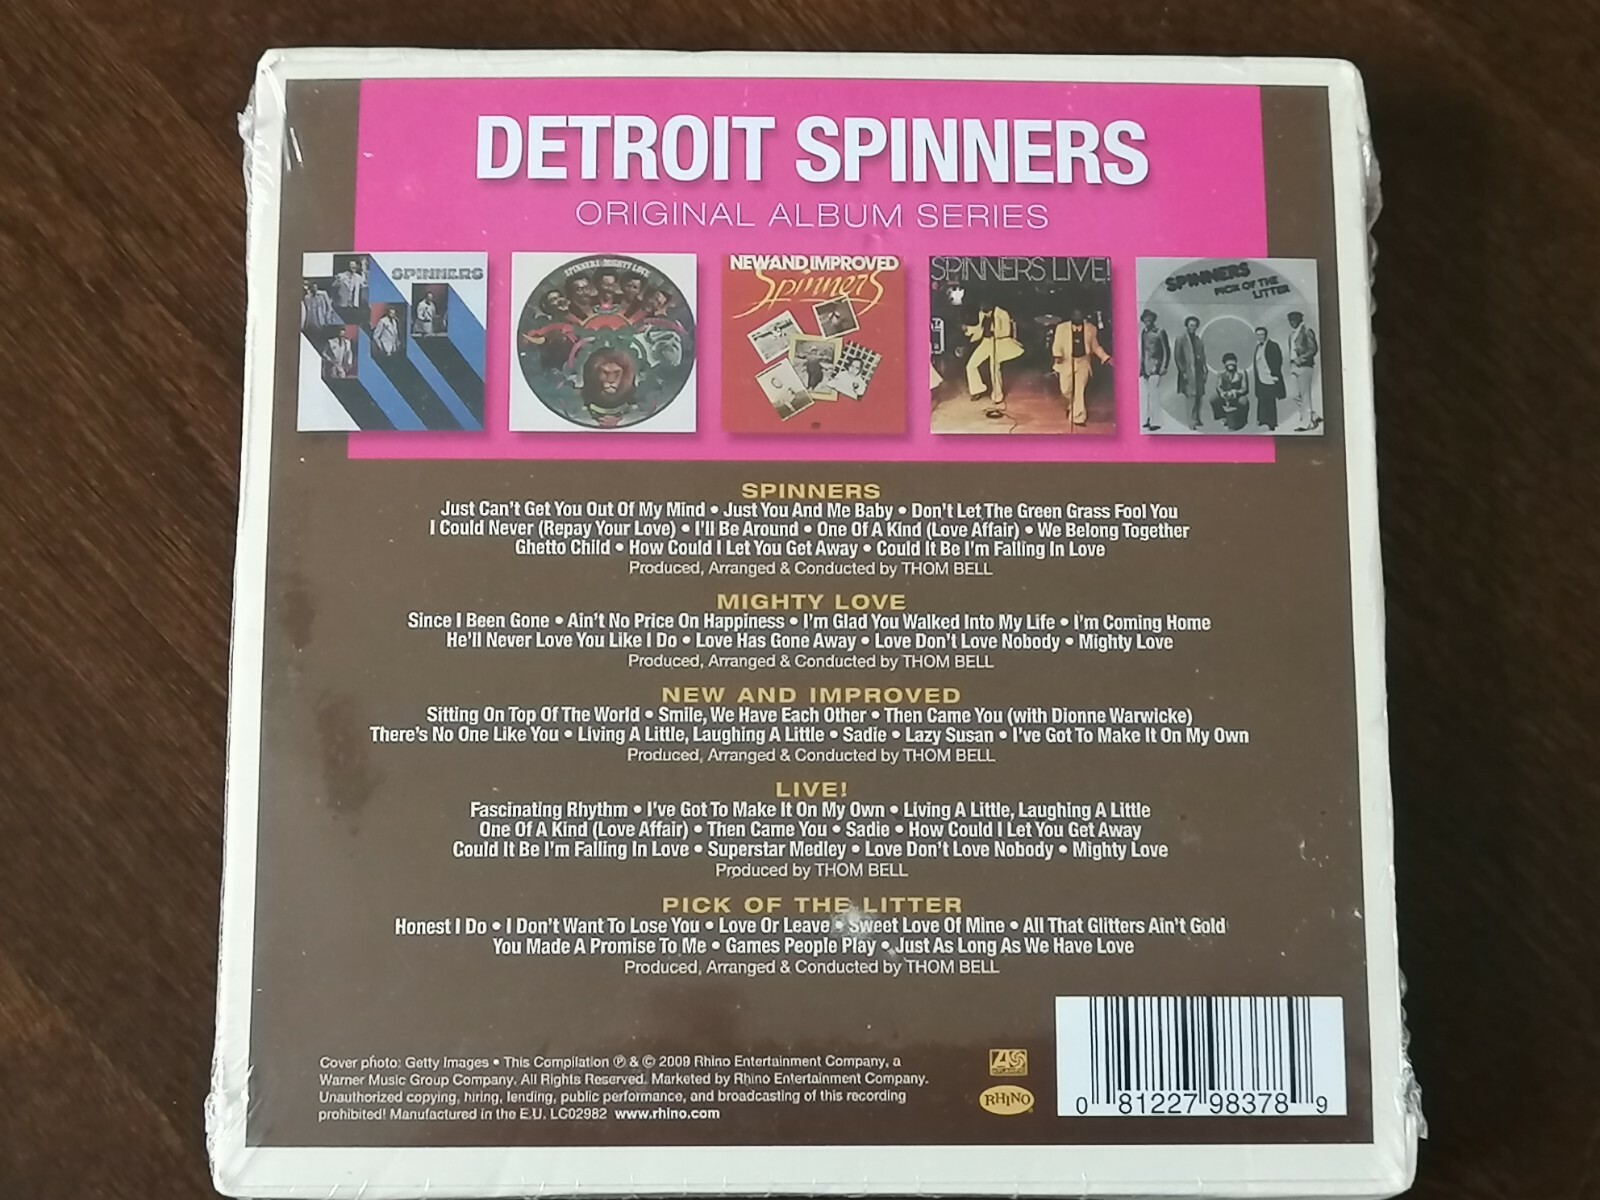 DETROIT SPINNERS
ORIGINAL ALBUM SERIES
SPINNERS
SPINNERS MIGHTY LOVE
NEW AND IMPROVED
Spinners
SPINNERS LIVE!
SPINNERS
PICK OF THE
LITTER
SPINNERS
Just Can't Get You Out Of My Mind • Just You And Me Baby • Don't Let The Green Grass Fool You
I Could Never (Repay Your Love) • I'll Be Around • One Of A Kind (Love Affair) • We Belong Together
Ghetto Child • How Could I Let You Get Away • Could It Be I'm Falling In Love
Produced, Arranged & Conducted by THOM BELL
MIGHTY LOVE
Since I Been Gone • Ain't No Price On Happiness • I'm Glad You Walked Into My Life • I'm Coming Home
He'll Never Love You Like I Do • Love Has Gone Away • Love Don't Love Nobody • Mighty Love
Produced, Arranged & Conducted by THOM BELL
NEW AND IMPROVED
Sitting On Top Of The World • Smile, We Have Each Other • Then Came You (with Dionne Warwicke)
There's No One Like You • Living A Little, Laughing A Little • Sadie • Lazy Susan • I've Got To Make It On My Own
Produced, Arranged & Conducted by THOM BELL
LIVE!
Fascinating Rhythm • I've Got To Make It On My Own • Living A Little, Laughing A Little
One Of A Kind (Love Affair) • Then Came You • Sadie • How Could I Let You Get Away
Could It Be I'm Falling In Love • Superstar Medley • Love Don't Love Nobody • Mighty Love
Produced by THOM BELL
PICK OF THE LITTER
Honest I Do • I Don't Want To Lose You • Love Or Leave • Sweet Love Of Mine • All That Glitters Ain't Gold
You Made A Promise To Me • Games People Play • Just As Long As We Have Love
Produced, Arranged & Conducted by THOM BELL
Cover photo: Getty Images • This Compilation ℗ & © 2009 Rhino Entertainment Company, a
Warner Music Group Company. All Rights Reserved. Marketed by Rhino Entertainment Company.
Unauthorized copying, hiring, lending, public performance, and broadcasting of this recording
prohibited! Manufactured in the E.U. LC02982 www.rhino.com
ATLANTIC
RHINO
0 81227 98378 9